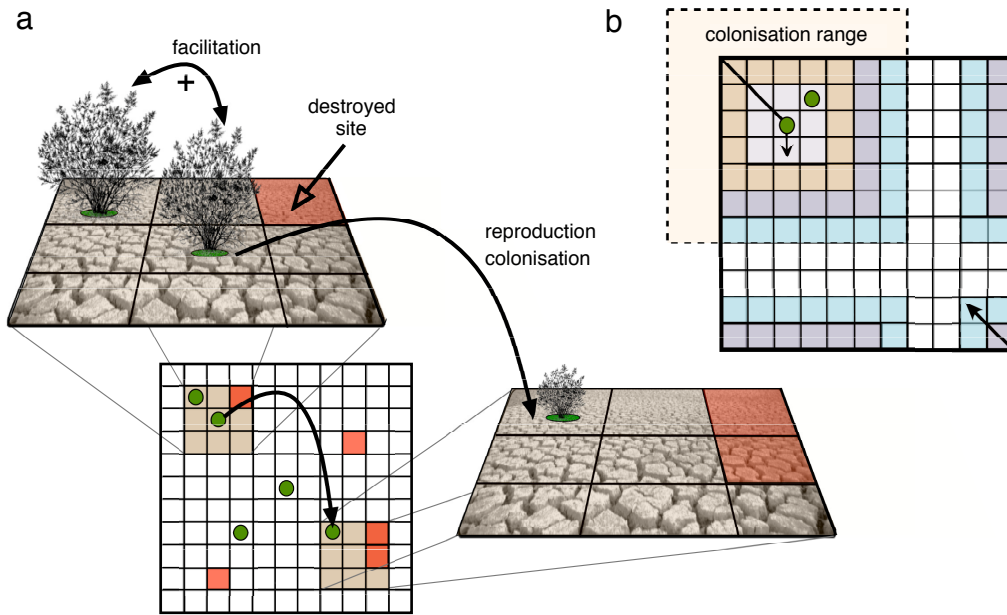 a
facilitation
+
destroyed
site
reproduction
colonisation
b
colonisation range